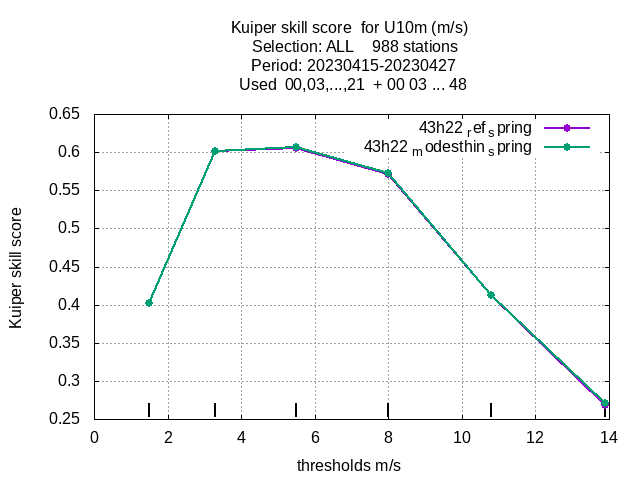 Kuiper skill score  for U10m (m/s)
Selection: ALL    988 stations
Period: 20230415-20230427
Used  00,03,...,21  + 00 03 ... 48
0.65
0.6
0.55
0.5
0.45
0.4
0.35
0.3
0.25
Kuiper skill score
43h22 ref spring
43h22 modesthin spring
0 2 4 6 8 10 12 14
thresholds m/s